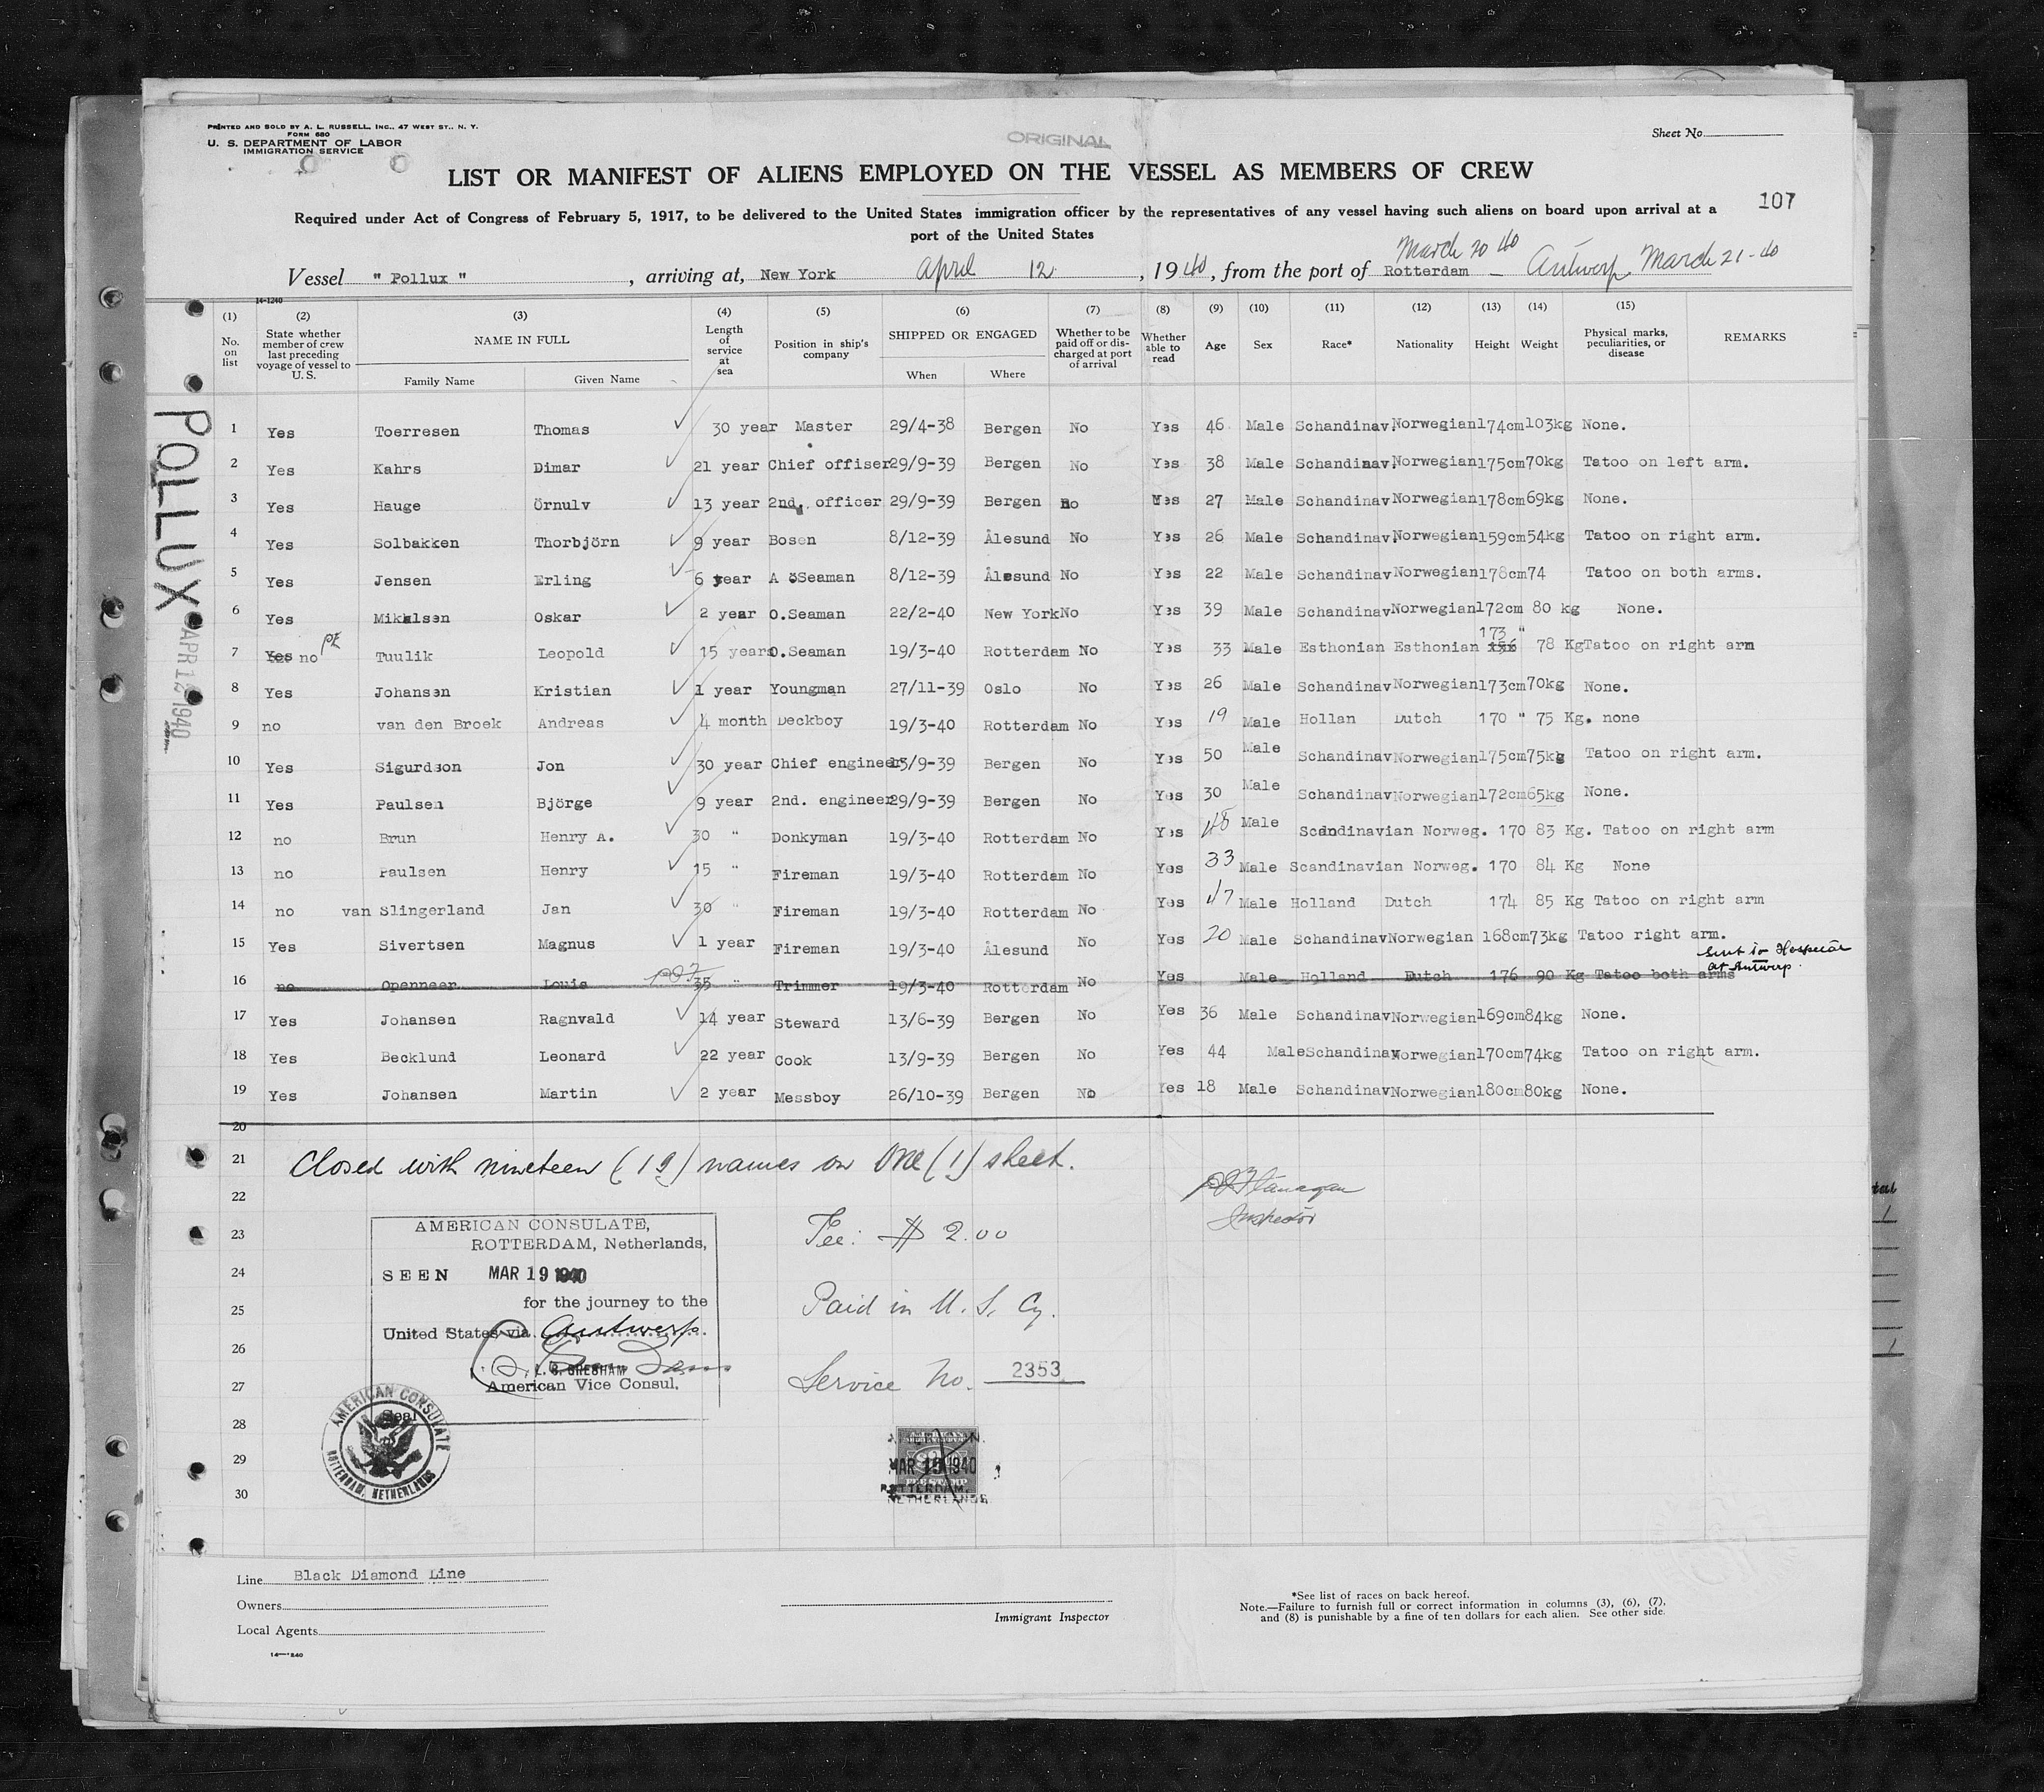 PRINTED AND SOLD BY A. L. RUSSELL, INC., 47 WEST ST., N. Y.
FORM 680
U. S. DEPARTMENT OF LABOR
IMMIGRATION SERVICE
ORIGINAL
Sheet No.
LIST OR MANIFEST OF ALIENS EMPLOYED ON THE VESSEL AS MEMBERS OF CREW
107
Required under Act of Congress of February 5, 1917, to be delivered to the United States immigration officer by the representatives of any vessel having such aliens on board upon arrival at a
port of the United States
March 20 40
Vessel " Pollux ", arriving at, New York April 12, 1940, from the port of Rotterdam – Antwerp. March 21-40
14-1240
(1) (2) (3) (4) (5) (6) (7) (8) (9) (10) (11) (12) (13) (14) (15)
No. on list State whether member of crew last preceding voyage of vessel to U. S. NAME IN FULL Length of service at sea Position in ship's company SHIPPED OR ENGAGED Whether to be paid off or discharged at port of arrival Whether able to read Age Sex Race* Nationality Height Weight Physical marks, peculiarities, or disease REMARKS
Family Name Given Name When Where
POLLUX
APR 12 1940
1 Yes Toerresen Thomas 30 year Master 29/4-38 Bergen No Yes 46 Male Schandinav. Norwegian 174cm 103kg None.
2 Yes Kahrs Dimar 21 year Chief offiser 29/9-39 Bergen No Yes 38 Male Schandinav. Norwegian 175cm 70kg Tatoo on left arm.
3 Yes Hauge Örnulv 13 year 2nd. officer 29/9-39 Bergen no Yes 27 Male Schandinav Norwegian 178cm 69kg None.
4 Yes Solbakken Thorbjörn 9 year Bosen 8/12-39 Ålesund No Yes 26 Male Schandinav Norwegian 159cm 54kg Tatoo on right arm.
5 Yes Jensen Erling 6 year A Seaman 8/12-39 Ålesund No Yes 22 Male Schandinav Norwegian 178cm 74 Tatoo on both arms.
6 Yes Mikkalsen Oskar 2 year O.Seaman 22/2-40 New York No Yes 39 Male Schandinav Norwegian 172cm 80 kg None.
7 Yes no PE Tuulik Leopold 15 years O.Seaman 19/3-40 Rotterdam No Yes 33 Male Esthonian Esthonian 173 " 78 Kg Tatoo on right arm
8 Yes Johansen Kristian 1 year Youngman 27/11-39 Oslo No Yes 26 Male Schandinav Norwegian 173cm 70kg None.
9 no van den Broek Andreas 4 month Deckboy 19/3-40 Rotterdam No Yes 19 Male Hollan Dutch 170 " 75 Kg. none
10 Yes Sigurdson Jon 30 year Chief engineer 13/9-39 Bergen No Yes 50 Male Schandinav Norwegian 175cm 75kg Tatoo on right arm.
11 Yes Paulsen Björge 9 year 2nd. engineer 29/9-39 Bergen No Yes 30 Male Schandinav Norwegian 172cm 65kg None.
12 no Brun Henry A. 30 " Donkyman 19/3-40 Rotterdam No Yes 48 Male Scandinavian Norweg. 170 83 Kg. Tatoo on right arm
13 no Paulsen Henry 15 " Fireman 19/3-40 Rotterdam No Yes 33 Male Scandinavian Norweg. 170 84 Kg None
14 no van Slingerland Jan 30 " Fireman 19/3-40 Rotterdam No Yes 47 Male Holland Dutch 174 85 Kg Tatoo on right arm
15 Yes Sivertsen Magnus 1 year Fireman 19/3-40 Ålesund No Yes 20 Male Schandinav Norwegian 168cm 73kg Tatoo right arm.
Sent to Hospital at Antwerp.
16 no Openneer Louis 35 " Trimmer 19/3-40 Rotterdam No Yes Male Holland Dutch 176 90 Kg Tatoo both arms
17 Yes Johansen Ragnvald 14 year Steward 13/6-39 Bergen No Yes 36 Male Schandinav Norwegian 169cm 84kg None.
18 Yes Becklund Leonard 22 year Cook 13/9-39 Bergen No Yes 44 Male Schandinav Norwegian 170cm 74kg Tatoo on right arm.
19 Yes Johansen Martin 2 year Messboy 26/10-39 Bergen No Yes 18 Male Schandinav Norwegian 180cm 80kg None.
20
21 Closed with nineteen (19) names on One (1) sheet.
22
23
24
25
26
27
28
29
30
P J Flanagan
Inspector
AMERICAN CONSULATE,
ROTTERDAM, Netherlands,
SEEN MAR 19 1940
for the journey to the
United States via Antwerp.
American Vice Consul.
Seal
AMERICAN CONSULATE
ROTTERDAM, NETHERLANDS
Fee: $ 2.00
Paid in U. S. Cy.
Service No. 2353
MAR 19 1940
FEE STAMP
ROTTERDAM,
NETHERLANDS
Line Black Diamond Line
Owners
Local Agents
Immigrant Inspector
*See list of races on back hereof.
Note.—Failure to furnish full or correct information in columns (3), (6), (7),
and (8) is punishable by a fine of ten dollars for each alien. See other side.